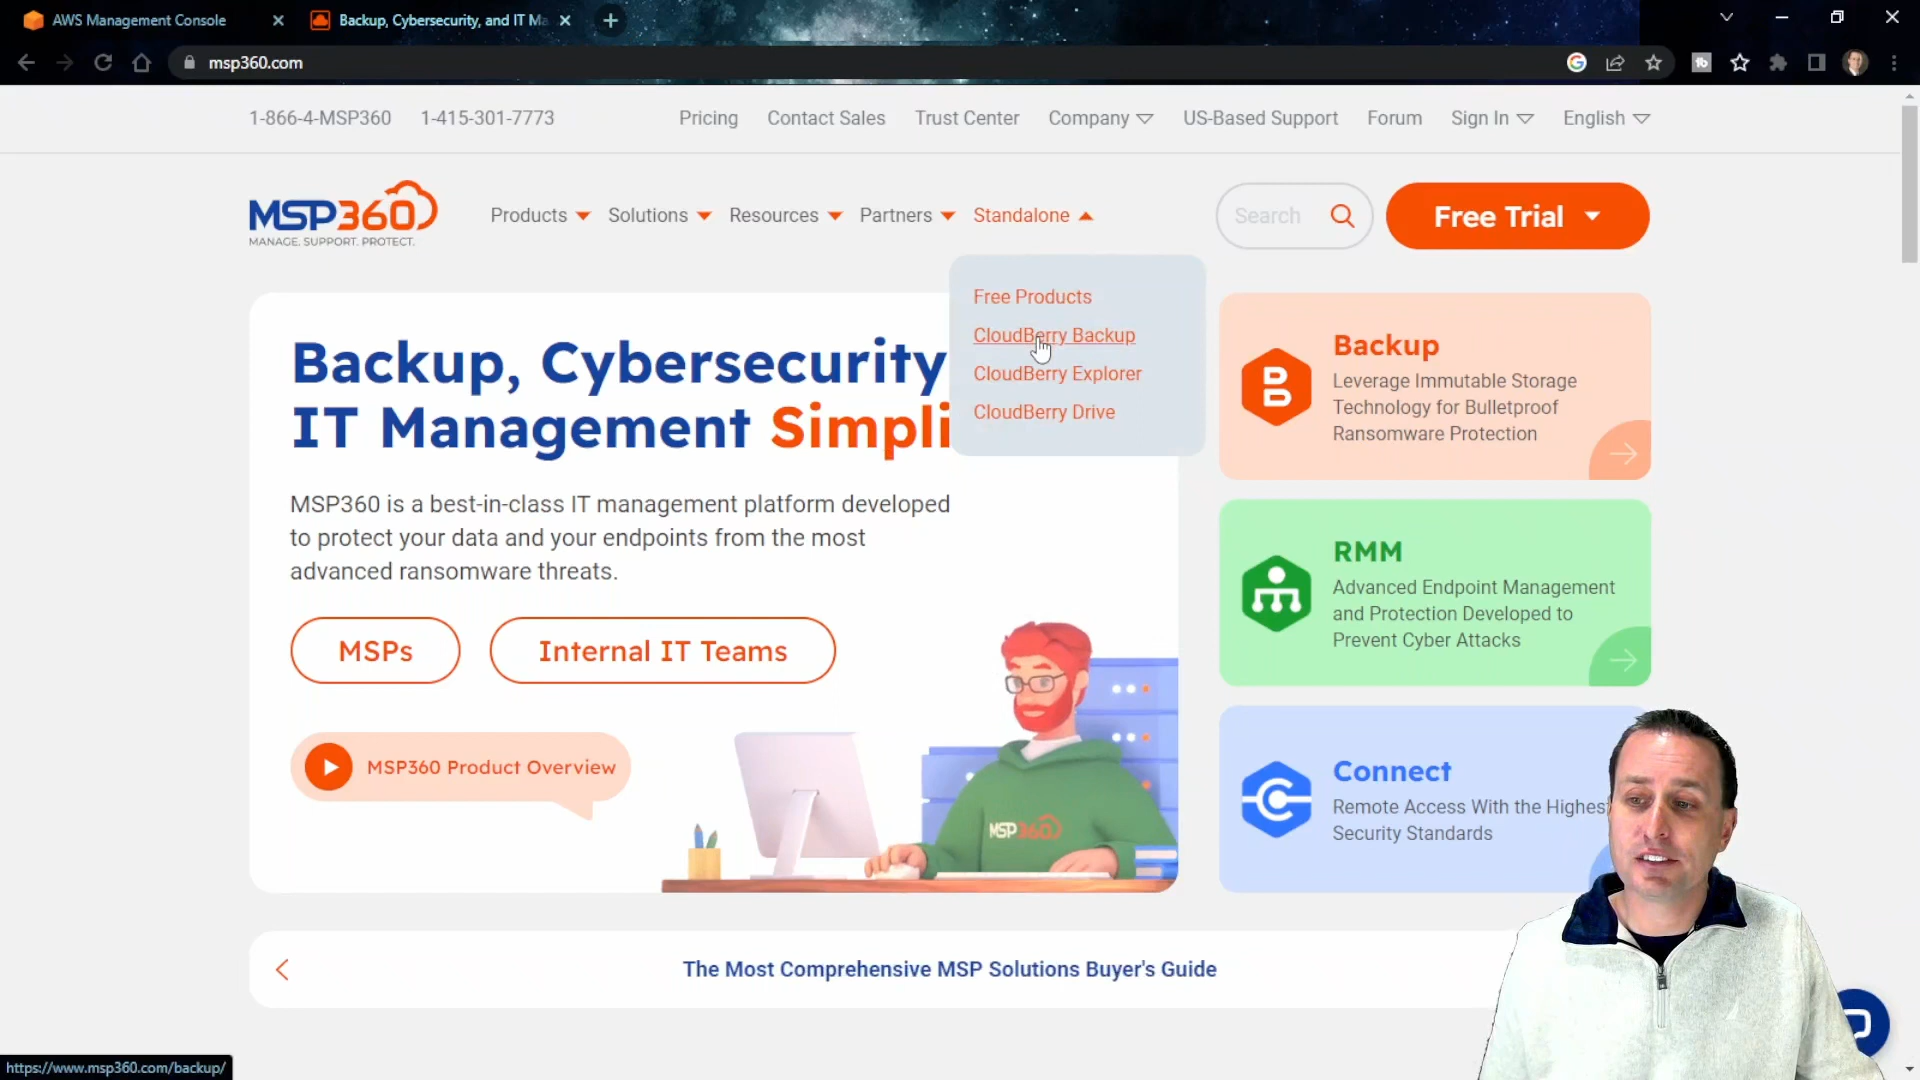 AWS Management Console
Backup, Cybersecurity, and IT Ma
msp360.com
1-866-4-MSP360 1-415-301-7773 Pricing Contact Sales Trust Center Company US-Based Support Forum Sign In English
MSP360
MANAGE. SUPPORT. PROTECT.
Products Solutions Resources Partners Standalone Search Free Trial
Free Products
CloudBerry Backup
CloudBerry Explorer
CloudBerry Drive
Backup, Cybersecurity
IT Management Simpli
MSP360 is a best-in-class IT management platform developed
to protect your data and your endpoints from the most
advanced ransomware threats.
MSPs Internal IT Teams
MSP360 Product Overview
MSP360
B
Backup
Leverage Immutable Storage
Technology for Bulletproof
Ransomware Protection
RMM
Advanced Endpoint Management
and Protection Developed to
Prevent Cyber Attacks
Connect
Remote Access With the Highes
Security Standards
The Most Comprehensive MSP Solutions Buyer's Guide
https://www.msp360.com/backup/